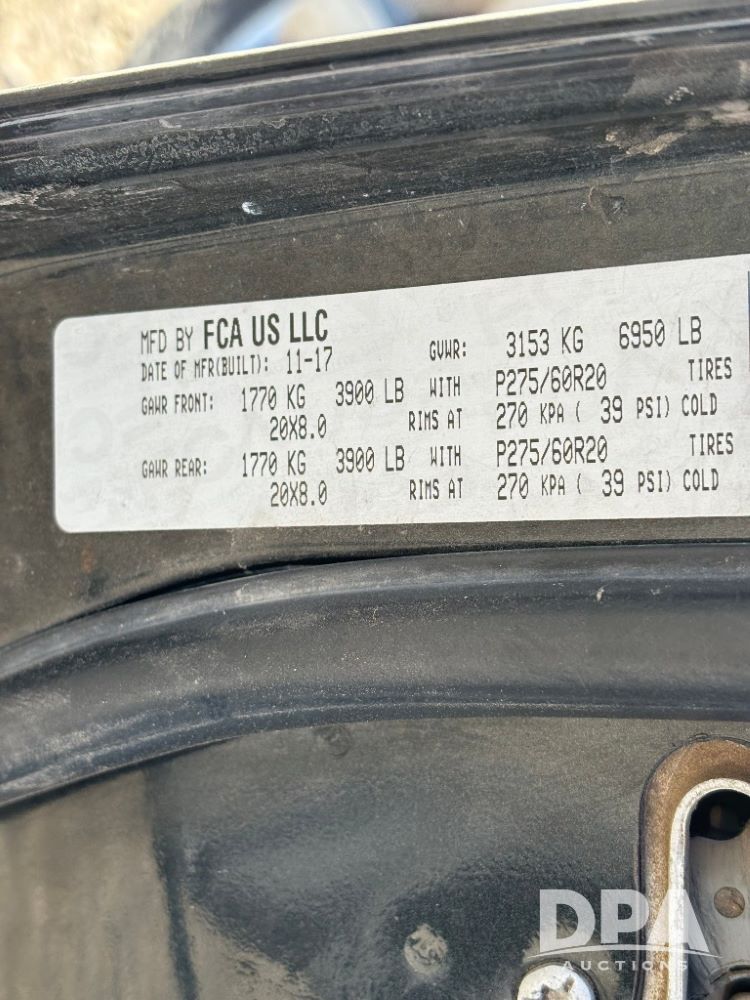 MFD BY FCA US LLC
DATE OF MFR(BUILT): 11-17 GVWR: 3153 KG 6950 LB
GAWR FRONT: 1770 KG 3900 LB WITH P275/60R20 TIRES
20X8.0 RIMS AT 270 KPA ( 39 PSI) COLD
GAWR REAR: 1770 KG 3900 LB WITH P275/60R20 TIRES
20X8.0 RIMS AT 270 KPA ( 39 PSI) COLD
DPA
AUCTIONS